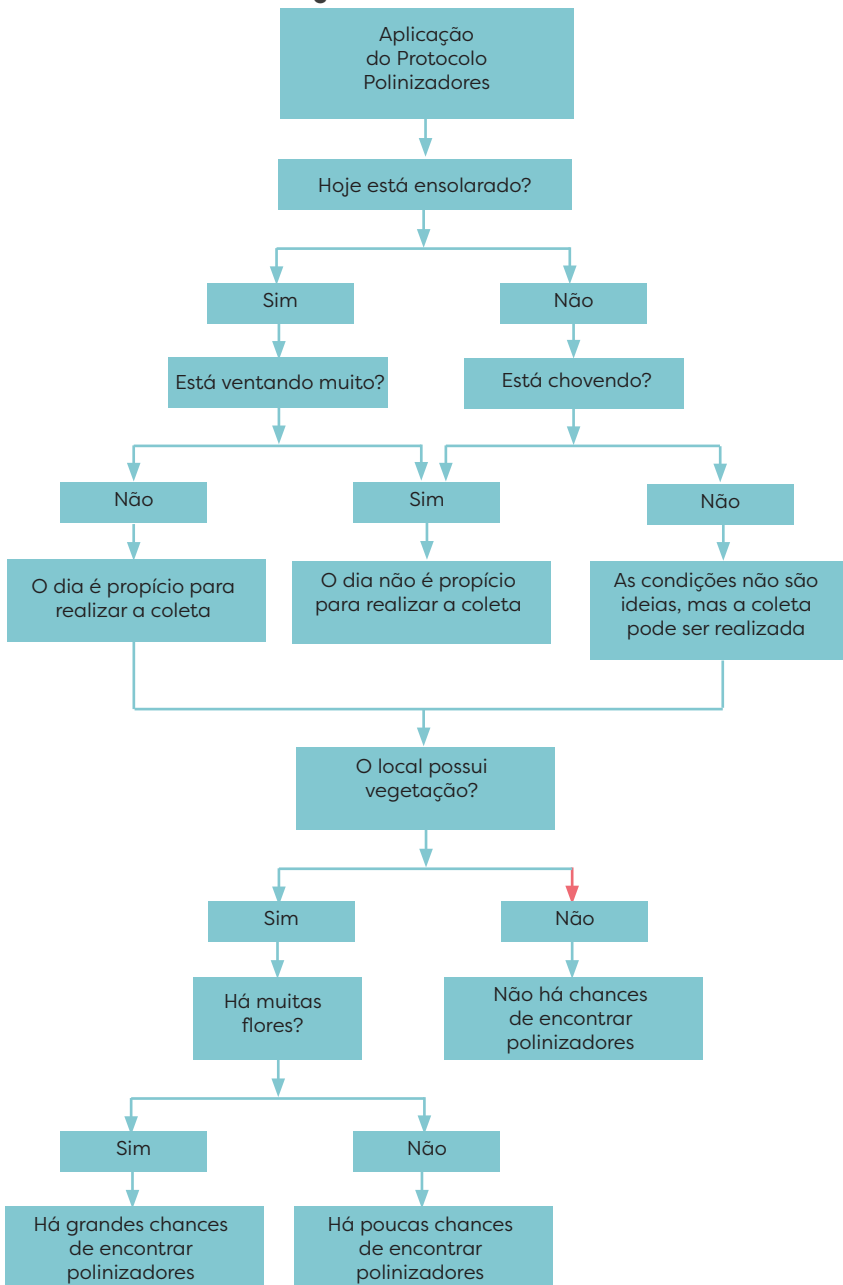 Aplicação
do Protocolo
Polinizadores
Hoje está ensolarado?
Sim
Não
Está ventando muito?
Está chovendo?
Não
Sim
Não
O dia é propício para
realizar a coleta
O dia não é propício
para realizar a coleta
As condições não são
ideias, mas a coleta
pode ser realizada
O local possui
vegetação?
Sim
Não
Há muitas
flores?
Não há chances
de encontrar
polinizadores
Sim
Não
Há grandes chances
de encontrar
polinizadores
Há poucas chances
de encontrar
polinizadores